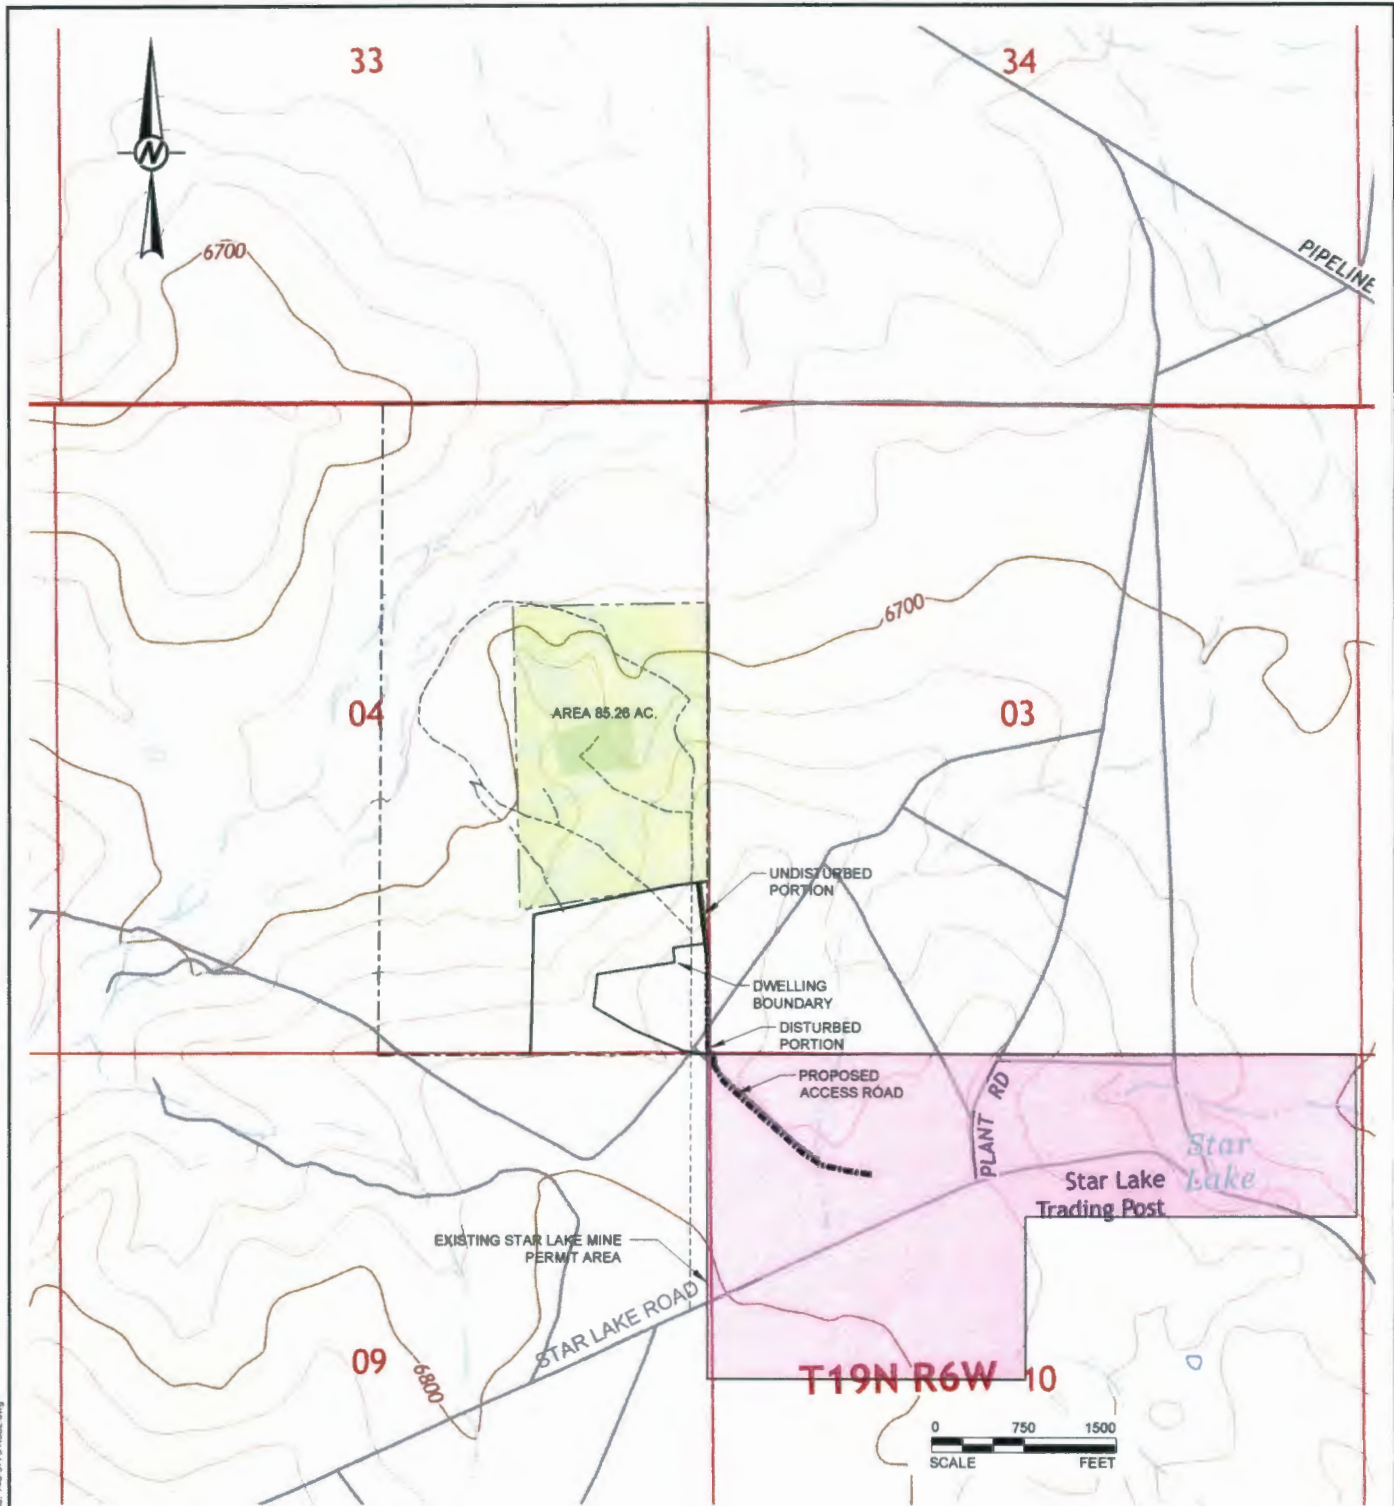 33
34
N
6700
PIPELINE
6700
04
AREA 85.26 AC.
03
UNDISTURBED
PORTION
DWELLING
BOUNDARY
DISTURBED
PORTION
PROPOSED
ACCESS ROAD
PLANT RD
Star
Lake
Star Lake
Trading Post
EXISTING STAR LAKE MINE
PERMIT AREA
STAR LAKE ROAD
09
6800
T19N R6W 10
0 750 1500
SCALE FEET